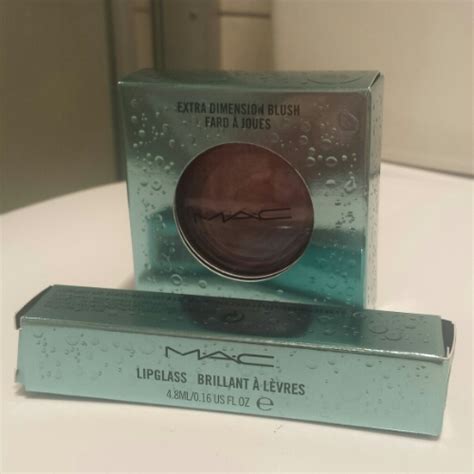 EXTRA DIMENSION BLUSH
FARD À JOUES
MAC
MAC
LIPGLASS BRILLANT À LÈVRES
4.8ML/0.16 US FL OZ e